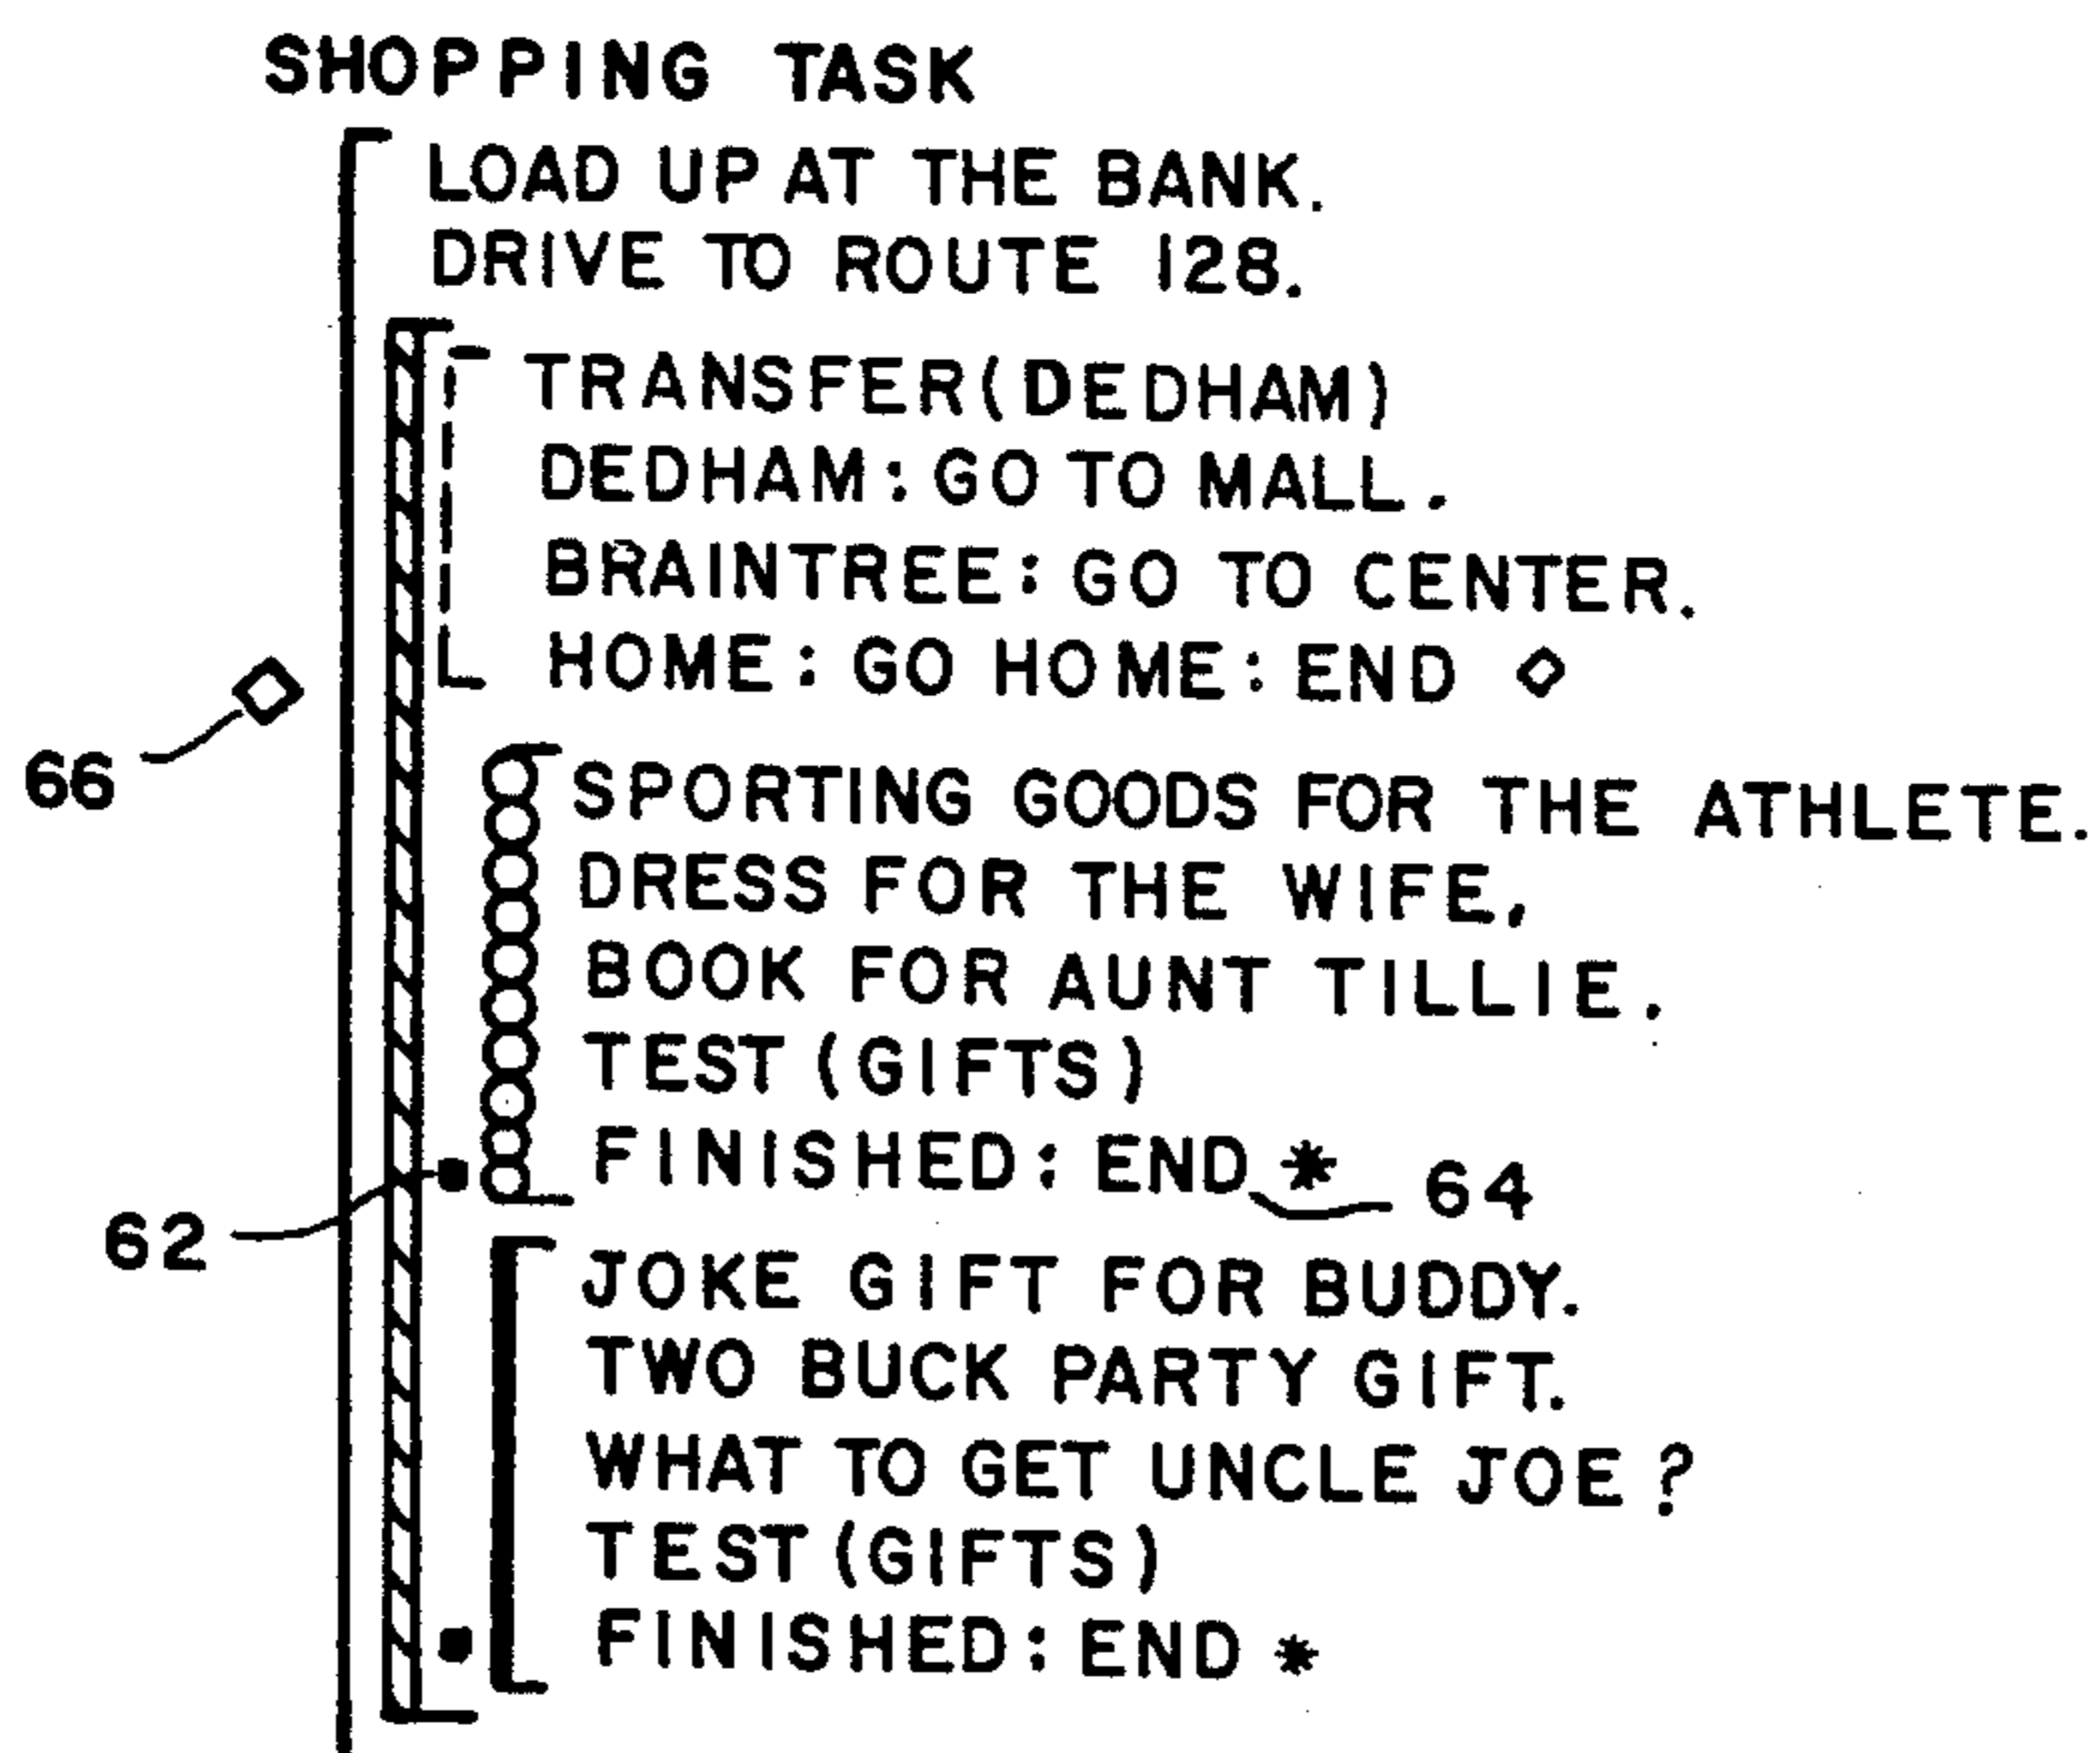 SHOPPING TASK
LOAD UP AT THE BANK.
DRIVE TO ROUTE 128.
TRANSFER(DEDHAM)
DEDHAM: GO TO MALL.
BRAINTREE: GO TO CENTER.
HOME: GO HOME: END ◇
66
SPORTING GOODS FOR THE ATHLETE.
DRESS FOR THE WIFE,
BOOK FOR AUNT TILLIE.
TEST (GIFTS)
FINISHED: END * 64
62
JOKE GIFT FOR BUDDY.
TWO BUCK PARTY GIFT.
WHAT TO GET UNCLE JOE?
TEST (GIFTS)
FINISHED: END *